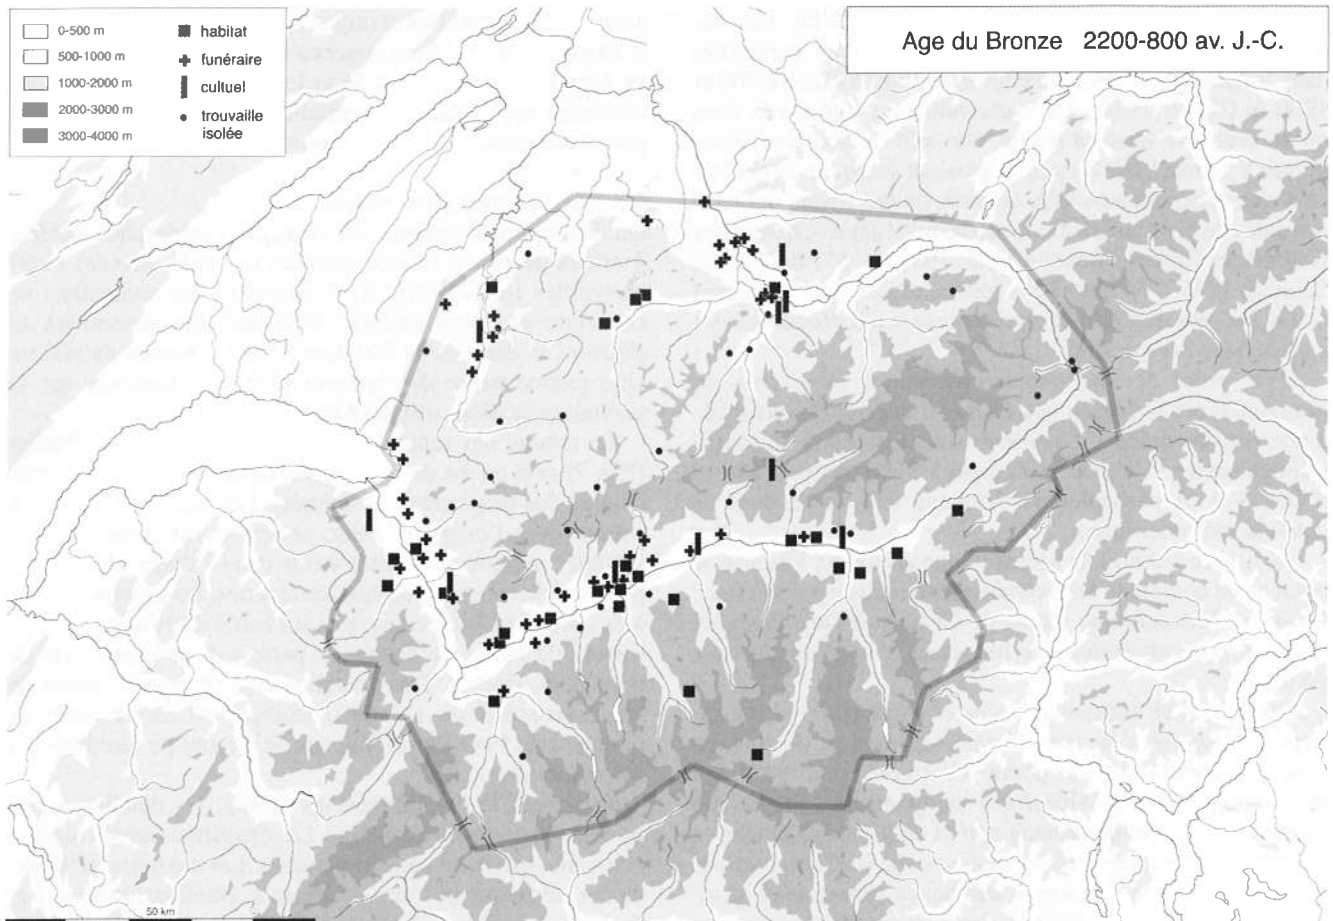 Age du Bronze 2200-800 av. J.-C.
0-500 m
500-1000 m
1000-2000 m
2000-3000 m
3000-4000 m
habitat
funéraire
cultuel
trouvaille
isolée
50 km